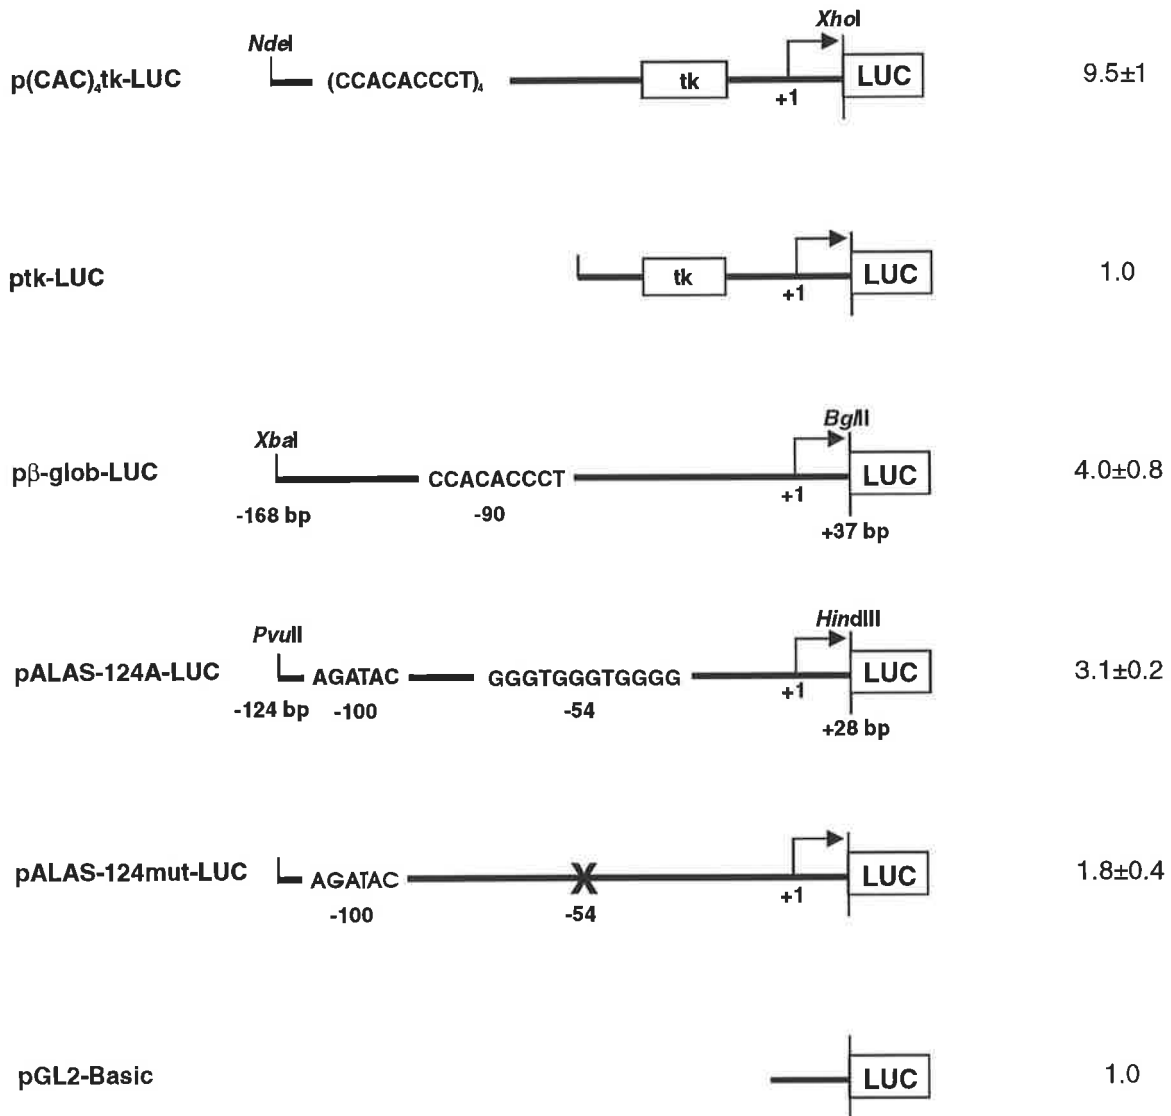 XhoI
NdeI
p(CAC)₄tk-LUC (CCACACCCT)₄ tk LUC 9.5±1
+1
ptk-LUC tk LUC 1.0
+1
BglII
XbaI
pβ-glob-LUC CCACACCCT LUC 4.0±0.8
+1
-168 bp -90 +37 bp
HindIII
PvuII
pALAS-124A-LUC AGATAC GGGTGGGTGGGG LUC 3.1±0.2
+1
-124 bp -100 -54 +28 bp
pALAS-124mut-LUC AGATAC X LUC 1.8±0.4
+1
-100 -54
pGL2-Basic LUC 1.0